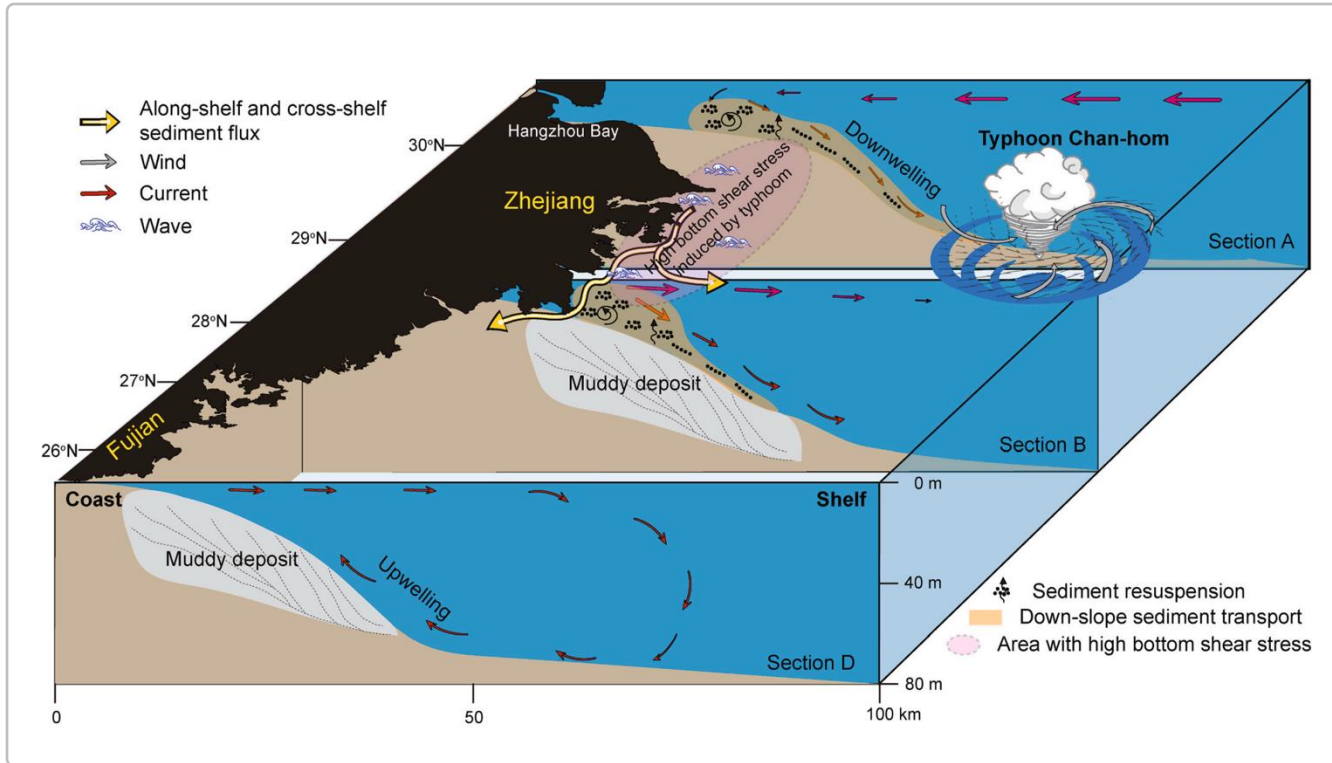 Along-shelf and cross-shelf
sediment flux
Wind
Current
Wave
Hangzhou Bay
Zhejiang
Fujian
30°N
29°N
28°N
27°N
26°N
High bottom shear stress
induced by typhoom
Downwelling
Typhoon Chan-hom
Section A
Muddy deposit
Section B
Coast
Shelf
0 m
Muddy deposit
Upwelling
40 m
Section D
80 m
0
50
100 km
Sediment resuspension
Down-slope sediment transport
Area with high bottom shear stress